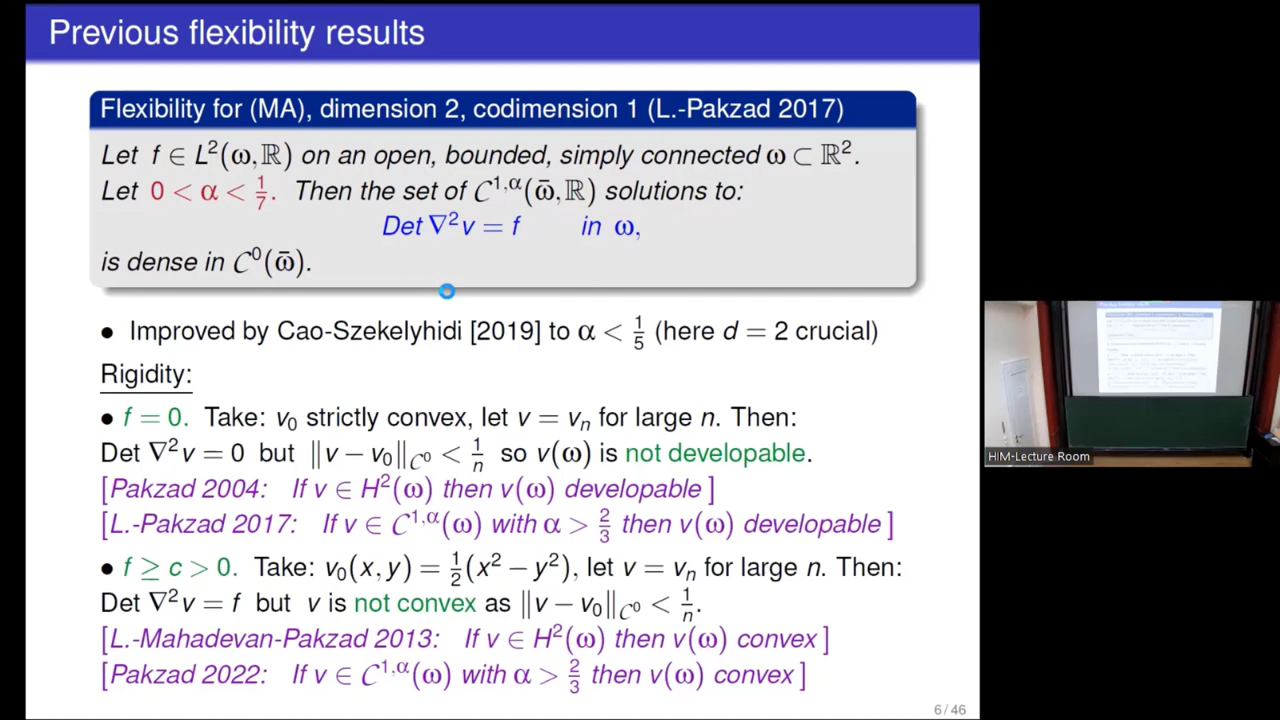 Previous flexibility results
Flexibility for (MA), dimension 2, codimension 1 (L.-Pakzad 2017)
Let f ∈ L²(ω,ℝ) on an open, bounded, simply connected ω ⊂ ℝ².
Let 0 < α < 1/7. Then the set of 𝒞^{1,α}(ω̄,ℝ) solutions to:
Det ∇²v = f in ω,
is dense in 𝒞⁰(ω̄).
• Improved by Cao-Szekelyhidi [2019] to α < 1/5 (here d = 2 crucial)
Rigidity:
• f = 0. Take: v₀ strictly convex, let v = vₙ for large n. Then:
Det ∇²v = 0 but ‖v − v₀‖_{𝒞⁰} < 1/n so v(ω) is not developable.
[Pakzad 2004: If v ∈ H²(ω) then v(ω) developable ]
[L.-Pakzad 2017: If v ∈ 𝒞^{1,α}(ω) with α > 2/3 then v(ω) developable ]
• f ≥ c > 0. Take: v₀(x,y) = 1/2(x² − y²), let v = vₙ for large n. Then:
Det ∇²v = f but v is not convex as ‖v − v₀‖_{𝒞⁰} < 1/n.
[L.-Mahadevan-Pakzad 2013: If v ∈ H²(ω) then v(ω) convex ]
[Pakzad 2022: If v ∈ 𝒞^{1,α}(ω) with α > 2/3 then v(ω) convex ]
6 / 46
HIM-Lecture Room